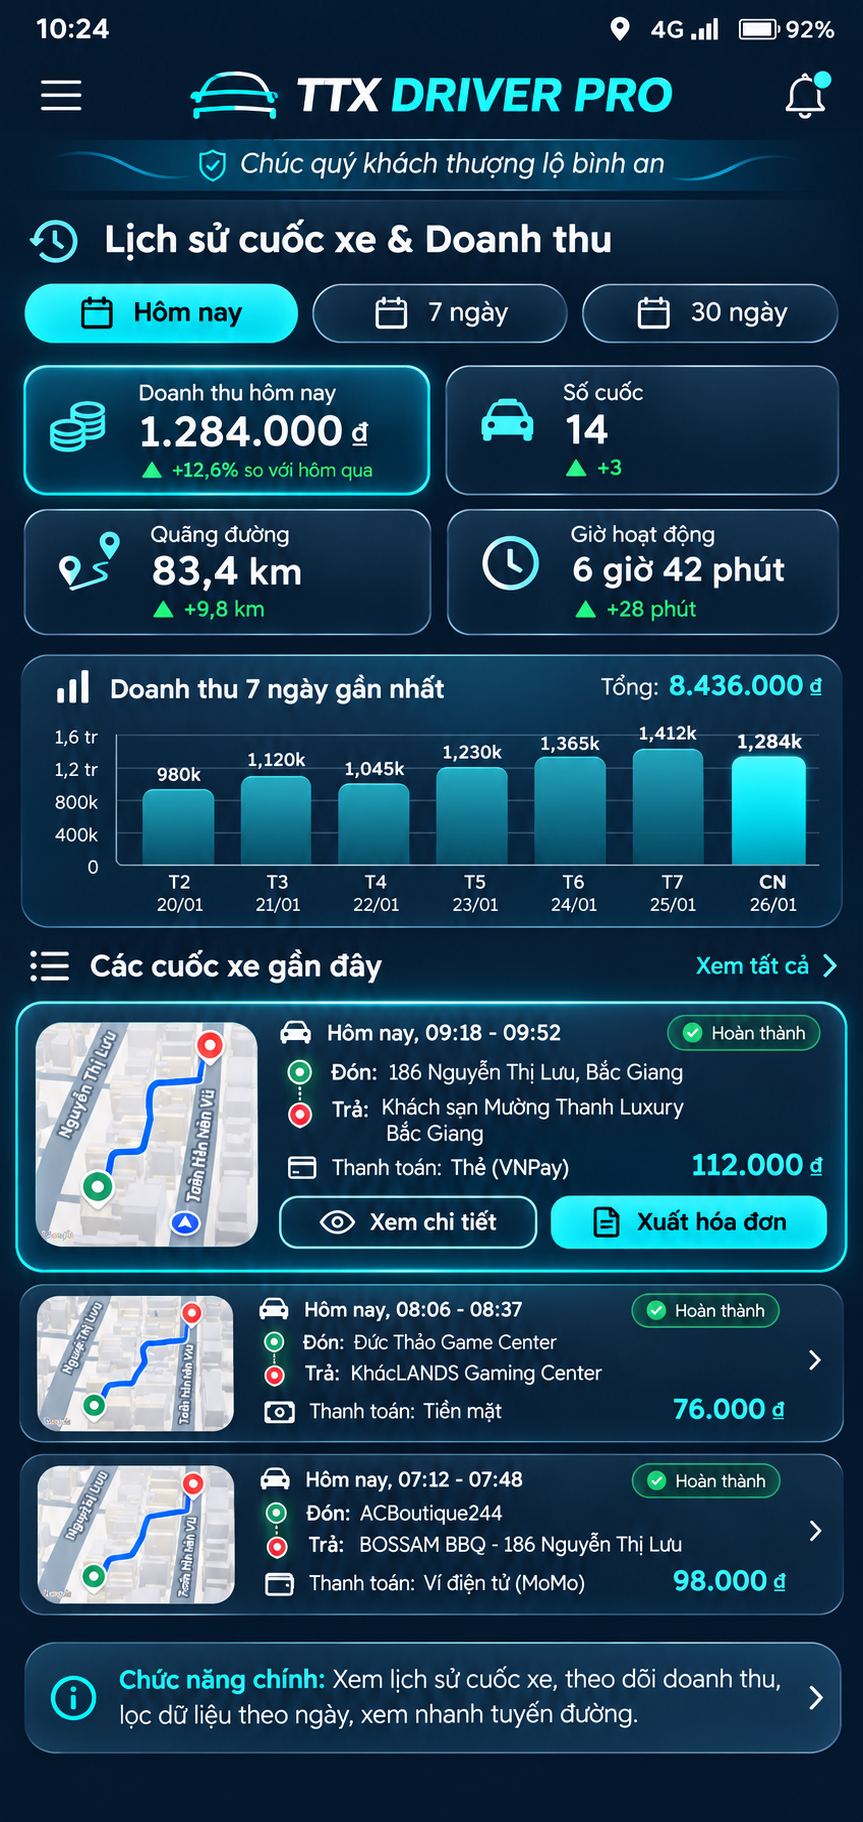 10:24 4G 92%
TTX DRIVER PRO
Chúc quý khách thượng lộ bình an
Lịch sử cuốc xe & Doanh thu
Hôm nay 7 ngày 30 ngày
Doanh thu hôm nay
1.284.000 đ
+12,6% so với hôm qua
Số cuốc
14
+3
Quãng đường
83,4 km
+9,8 km
Giờ hoạt động
6 giờ 42 phút
+28 phút
Doanh thu 7 ngày gần nhất
Tổng: 8.436.000 đ
1,6 tr
1,2 tr
800k
400k
0
980k 1,120k 1,045k 1,230k 1,365k 1,412k 1,284k
T2 T3 T4 T5 T6 T7 CN
20/01 21/01 22/01 23/01 24/01 25/01 26/01
Các cuốc xe gần đây
Xem tất cả
Nguyễn Thị Lưu
Hôm nay, 09:18 - 09:52
Hoàn thành
Đón: 186 Nguyễn Thị Lưu, Bắc Giang
Trả: Khách sạn Mường Thanh Luxury
Bắc Giang
Thanh toán: Thẻ (VNPay)
112.000 đ
Xem chi tiết
Xuất hóa đơn
Hôm nay, 08:06 - 08:37
Hoàn thành
Đón: Đức Thảo Game Center
Trả: KhácLANDS Gaming Center
Thanh toán: Tiền mặt
76.000 đ
Hôm nay, 07:12 - 07:48
Hoàn thành
Đón: ACBoutique244
Trả: BOSSAM BBQ - 186 Nguyễn Thị Lưu
Thanh toán: Ví điện tử (MoMo)
98.000 đ
Chức năng chính: Xem lịch sử cuốc xe, theo dõi doanh thu,
lọc dữ liệu theo ngày, xem nhanh tuyến đường.